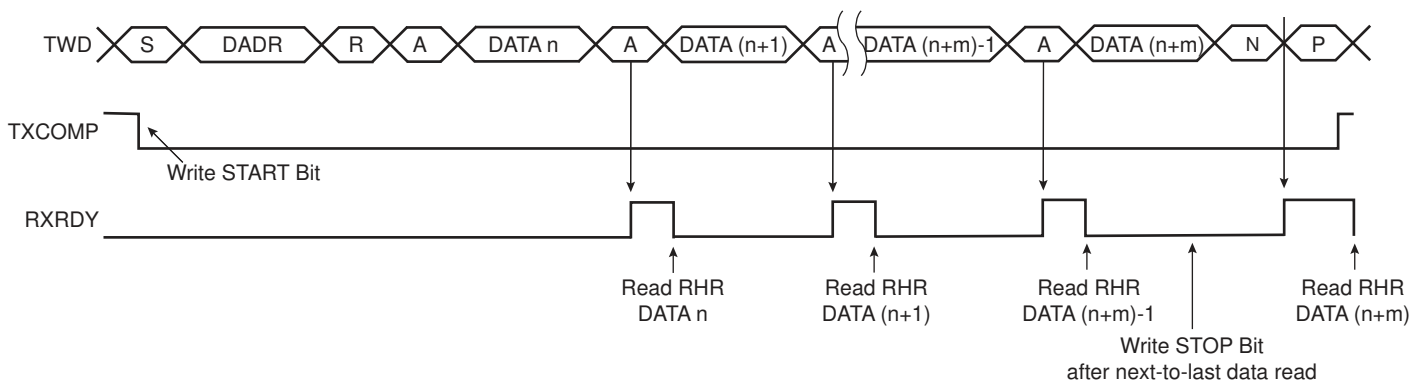 TWD S DADR R A DATA n A DATA (n+1) A DATA (n+m)-1 A DATA (n+m) N P
TXCOMP
Write START Bit
RXRDY
Read RHR
DATA n
Read RHR
DATA (n+1)
Read RHR
DATA (n+m)-1
Read RHR
DATA (n+m)
Write STOP Bit
after next-to-last data read